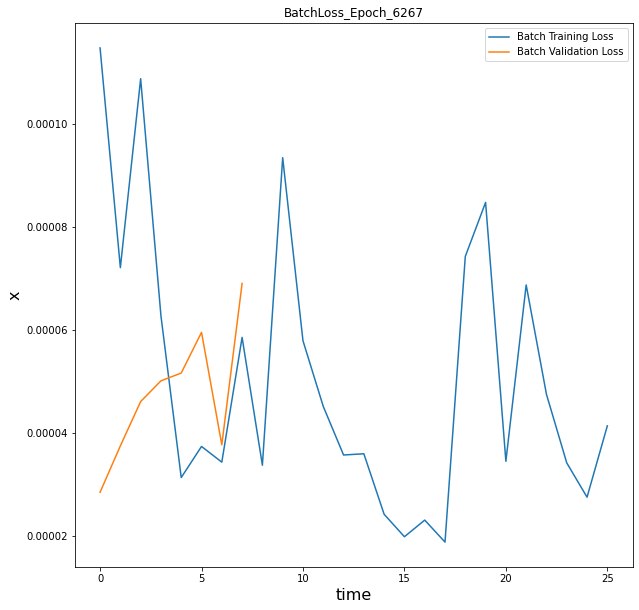 BatchLoss_Epoch_6267
Batch Training Loss
Batch Validation Loss
0.00010
0.00008
0.00006
0.00004
0.00002
x
0 5 10 15 20 25
time